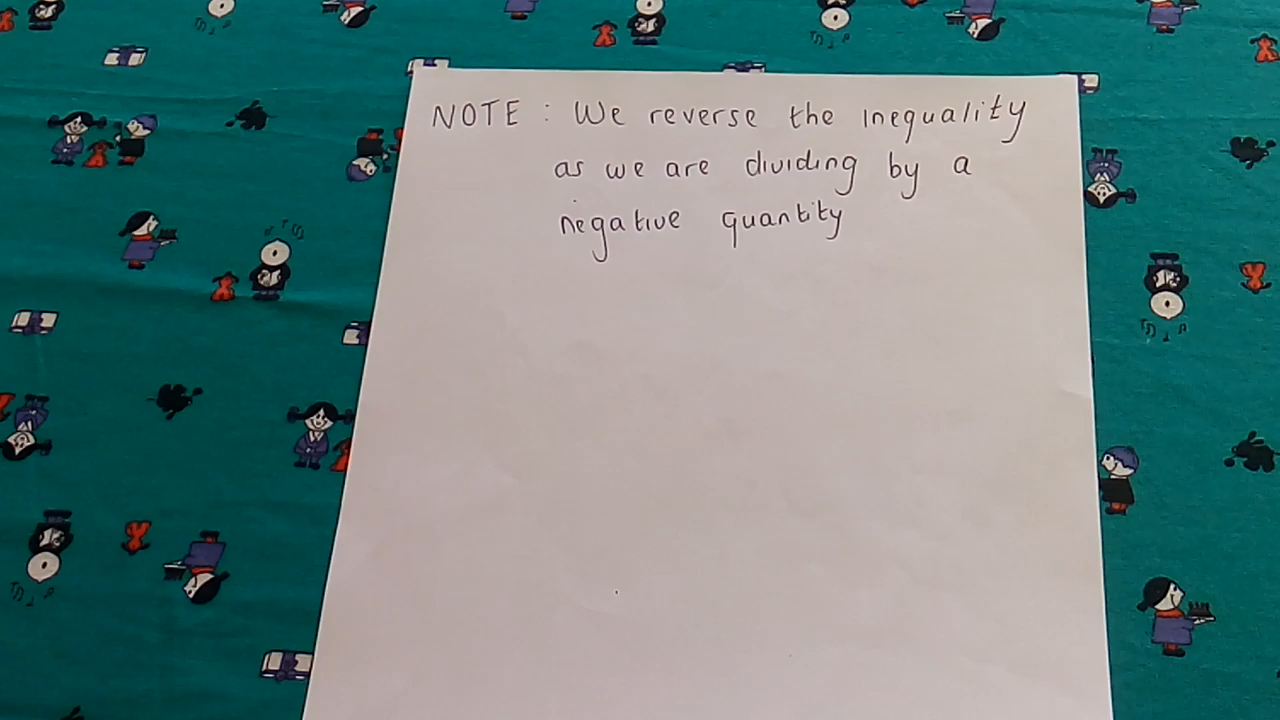 NOTE : We reverse the inequality
as we are dividing by a
negative quantity